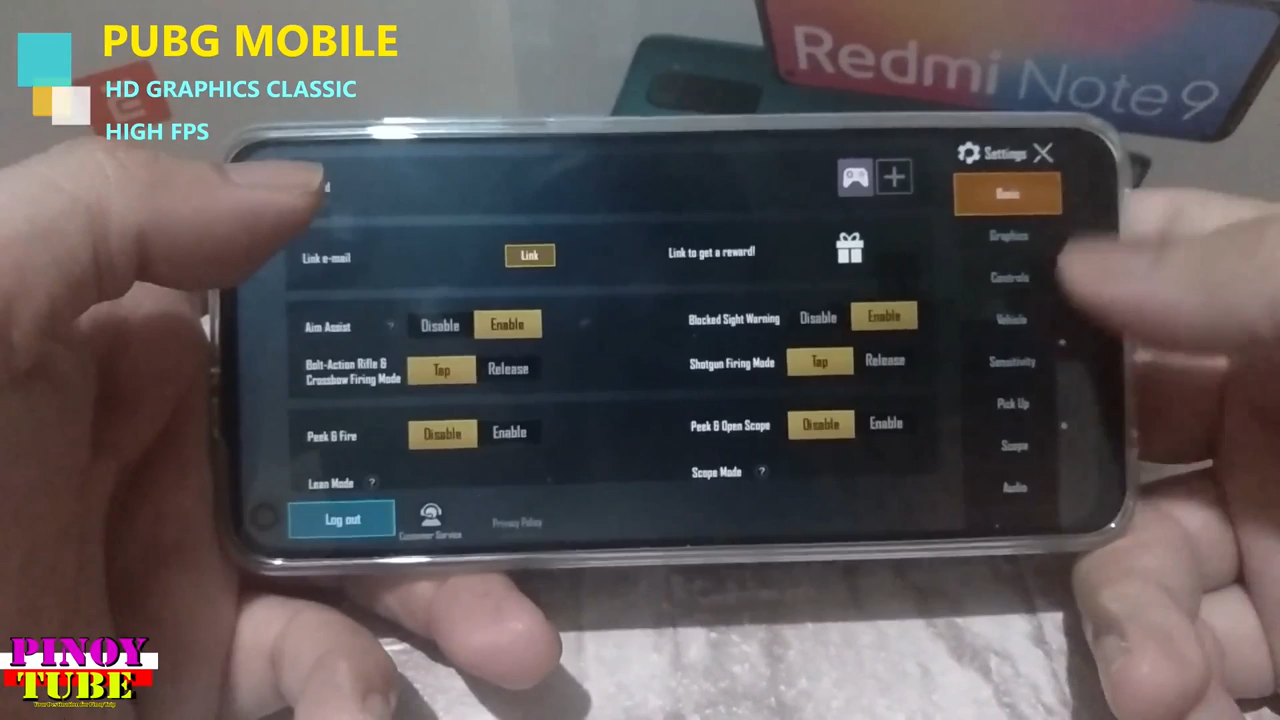 PUBG MOBILE
HD GRAPHICS CLASSIC
HIGH FPS
Redmi Note 9
Settings
Basic
Graphics
Controls
Vehicle
Sensitivity
Pick Up
Scope
Audio
Link e-mail
Link
Link to get a reward!
Aim Assist ? Disable Enable
Blocked Sight Warning Disable Enable
Bolt-Action Rifle &
Crossbow Firing Mode
Tap Release
Shotgun Firing Mode Tap Release
Peek & Fire Disable Enable
Peek & Open Scope Disable Enable
Lean Mode ?
Scope Mode ?
Log out
Customer Service
Privacy Policy
PINOY
TUBE